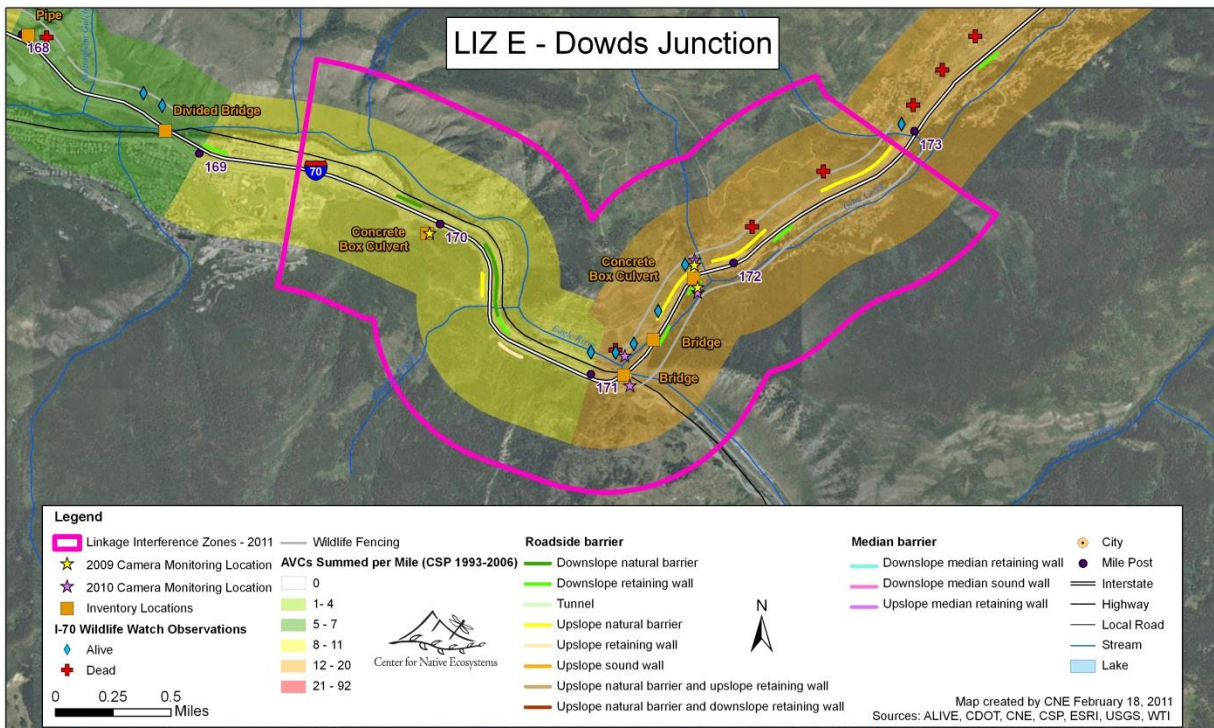 LIZ E - Dowds Junction
Pipe
168
Divided Bridge
169
70
Concrete
Box Culvert
170
Concrete
Box Culvert
172
173
Eagle River
Bridge
Bridge
171
Legend
Linkage Interference Zones - 2011
2009 Camera Monitoring Location
2010 Camera Monitoring Location
Inventory Locations
I-70 Wildlife Watch Observations
Alive
Dead
0 0.25 0.5
Miles
Wildlife Fencing
AVCs Summed per Mile (CSP 1993-2006)
0
1- 4
5 - 7
8 - 11
12 - 20
21 - 92
Center for Native Ecosystems
Roadside barrier
Downslope natural barrier
Downslope retaining wall
Tunnel
Upslope natural barrier
Upslope retaining wall
Upslope sound wall
Upslope natural barrier and upslope retaining wall
Upslope natural barrier and downslope retaining wall
N
Median barrier
Downslope median retaining wall
Downslope median sound wall
Upslope median retaining wall
City
Mile Post
Interstate
Highway
Local Road
Stream
Lake
Map created by CNE February 18, 2011
Sources: ALIVE, CDOT, CNE, CSP, ESRI, USGS, WTI